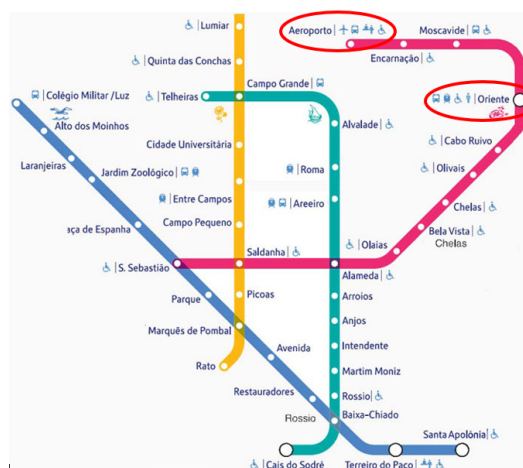 Lumiar
Aeroporto
Moscavide
Encarnação
Quinta das Conchas
Campo Grande
Colégio Militar /Luz
Telheiras
Oriente
Alto dos Moinhos
Alvalade
Cidade Universitária
Cabo Ruivo
Laranjeiras
Jardim Zoológico
Roma
Olivais
Entre Campos
Areeiro
Chelas
aça de Espanha
Campo Pequeno
Bela Vista
Chelas
Saldanha
Olaias
S. Sebastião
Alameda
Parque
Picoas
Arroios
Marquês de Pombal
Anjos
Avenida
Intendente
Rato
Martim Moniz
Restauradores
Rossio
Rossio
Baixa-Chiado
Santa Apolónia
Cais do Sodré
Terreiro do Paço